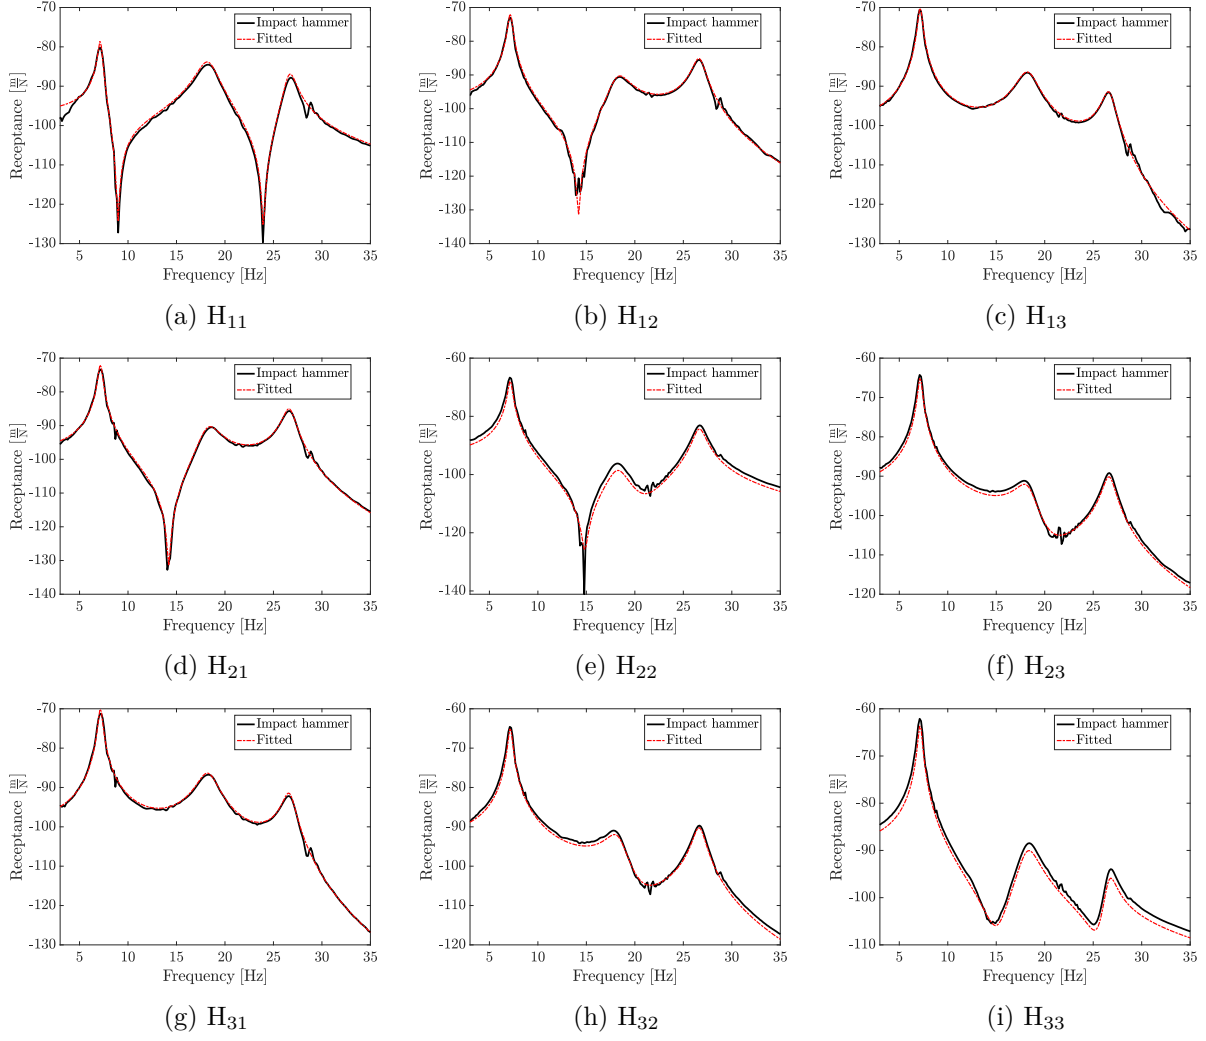 -70
-80
-90
-100
-110
-120
-130
5 10 15 20 25 30 35
Receptance [m/N]
Frequency [Hz]
Impact hammer
Fitted
(a) H11
-80
-100
-120
-140
5 10 15 20 25 30 35
Receptance [m/N]
Frequency [Hz]
Impact hammer
Fitted
(b) H12
-80
-90
-100
-110
-120
-130
5 10 15 20 25 30 35
Receptance [m/N]
Frequency [Hz]
Impact hammer
Fitted
(c) H13
-70
-80
-90
-100
-110
-120
-130
-140
5 10 15 20 25 30 35
Receptance [m/N]
Frequency [Hz]
Impact hammer
Fitted
(d) H21
-60
-80
-100
-120
-140
5 10 15 20 25 30 35
Receptance [m/N]
Frequency [Hz]
Impact hammer
Fitted
(e) H22
-60
-70
-80
-90
-100
-110
-120
5 10 15 20 25 30 35
Receptance [m/N]
Frequency [Hz]
Impact hammer
Fitted
(f) H23
-70
-80
-90
-100
-110
-120
-130
5 10 15 20 25 30 35
Receptance [m/N]
Frequency [Hz]
Impact hammer
Fitted
(g) H31
-60
-70
-80
-90
-100
-110
-120
5 10 15 20 25 30 35
Receptance [m/N]
Frequency [Hz]
Impact hammer
Fitted
(h) H32
-60
-70
-80
-90
-100
-110
5 10 15 20 25 30 35
Receptance [m/N]
Frequency [Hz]
Impact hammer
Fitted
(i) H33